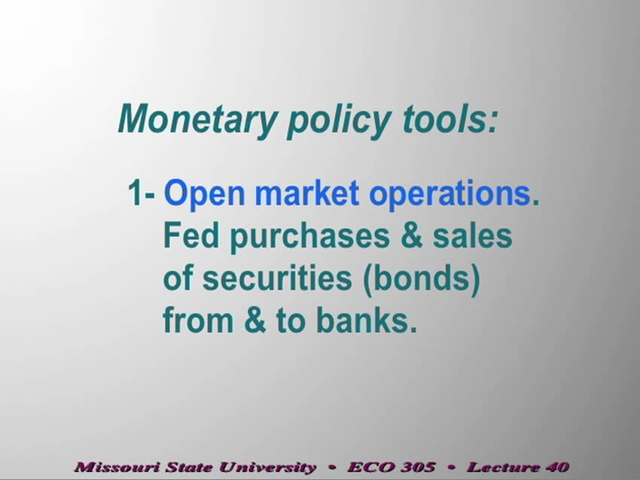 Monetary policy tools:
1- Open market operations.
Fed purchases & sales
of securities (bonds)
from & to banks.
Missouri State University • ECO 305 • Lecture 40